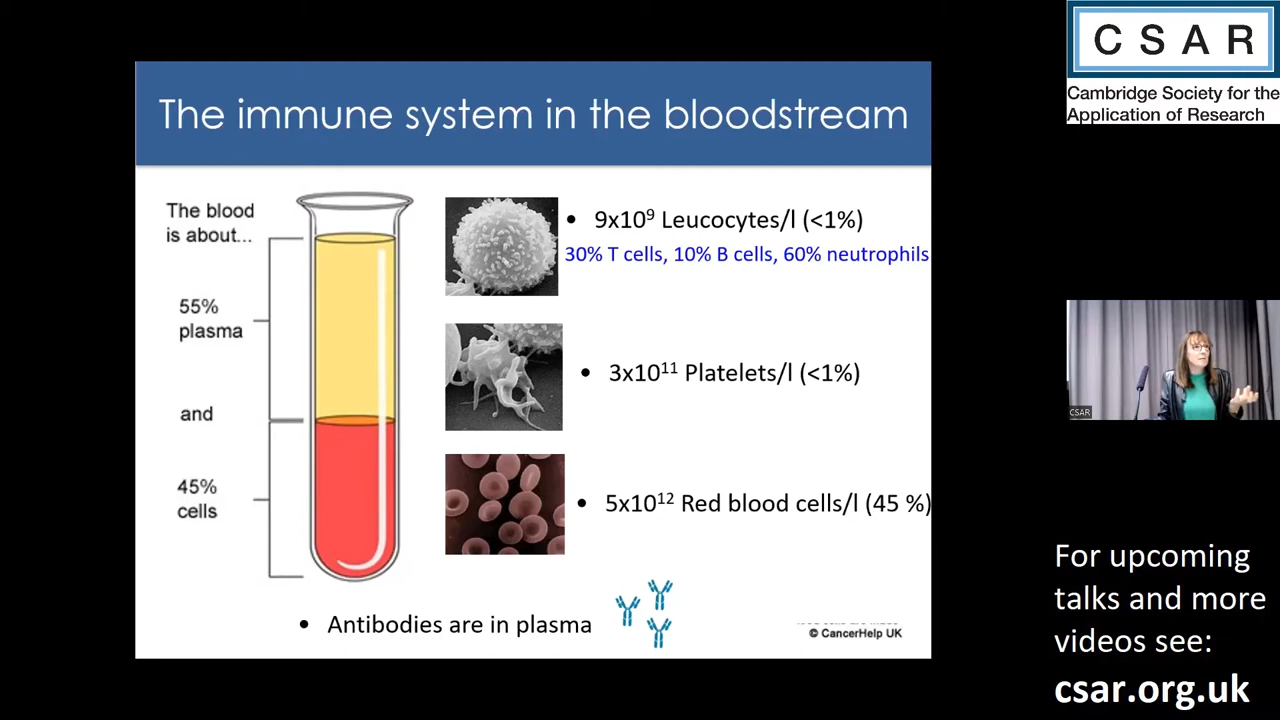 The immune system in the bloodstream
The blood
is about...
55%
plasma
and
45%
cells
• 9x10⁹ Leucocytes/l (<1%)
30% T cells, 10% B cells, 60% neutrophils
• 3x10¹¹ Platelets/l (<1%)
• 5x10¹² Red blood cells/l (45 %)
• Antibodies are in plasma
© CancerHelp UK
CSAR
Cambridge Society for the
Application of Research
CSAR
For upcoming
talks and more
videos see:
csar.org.uk